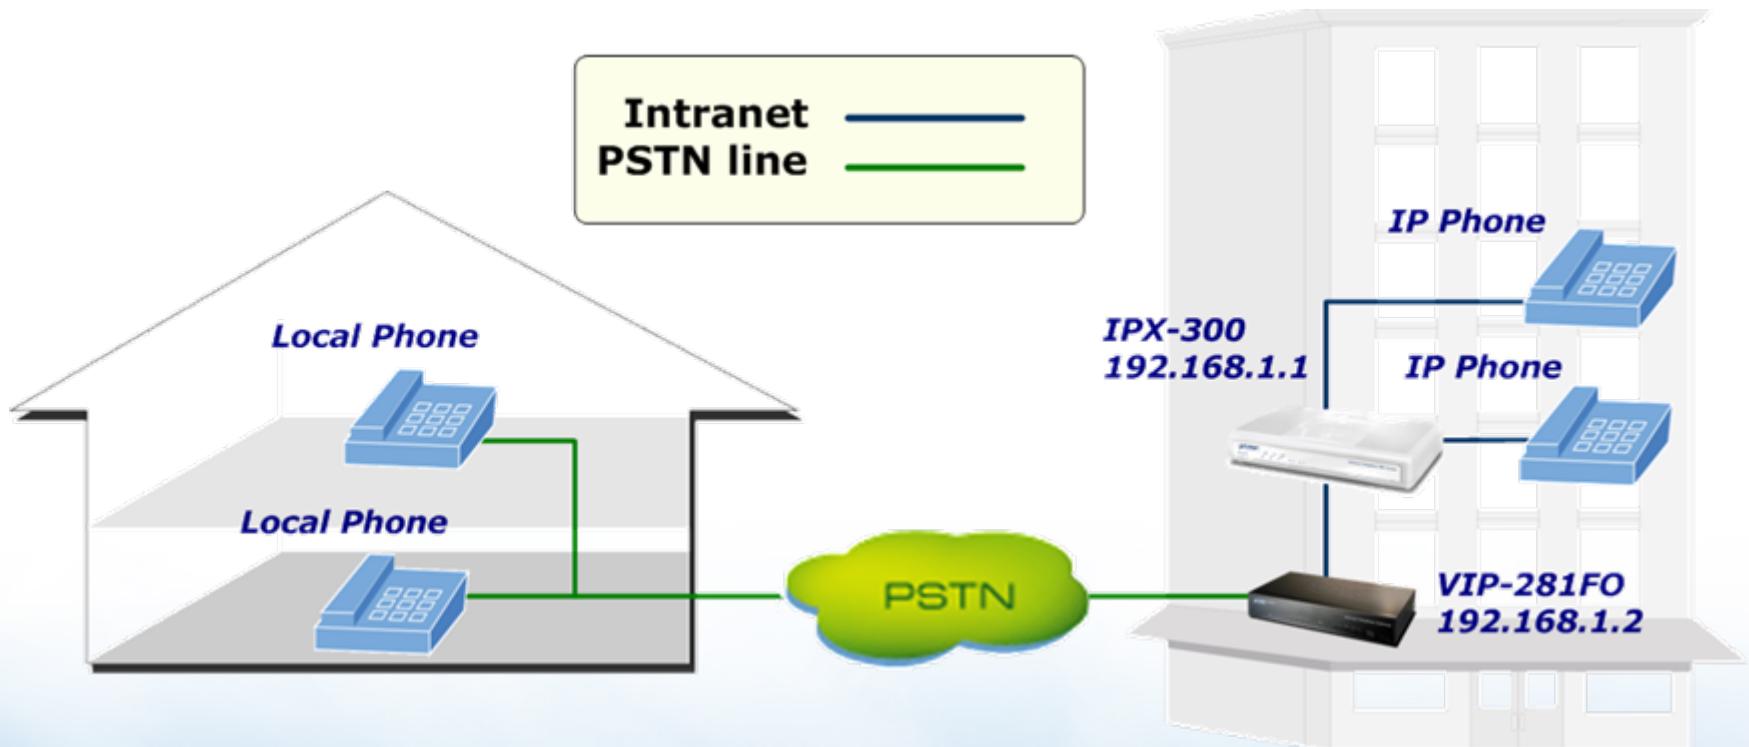 Intranet
PSTN line
IP Phone
Local Phone
IPX-300
192.168.1.1
IP Phone
Local Phone
PSTN
VIP-281FO
192.168.1.2